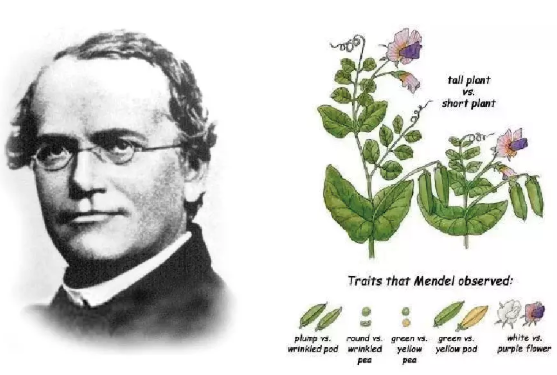 tall plant
vs.
short plant
Traits that Mendel observed:
plump vs.
wrinkled pod
round vs.
wrinkled
pea
green vs.
yellow
pea
green vs.
yellow pod
white vs.
purple flower